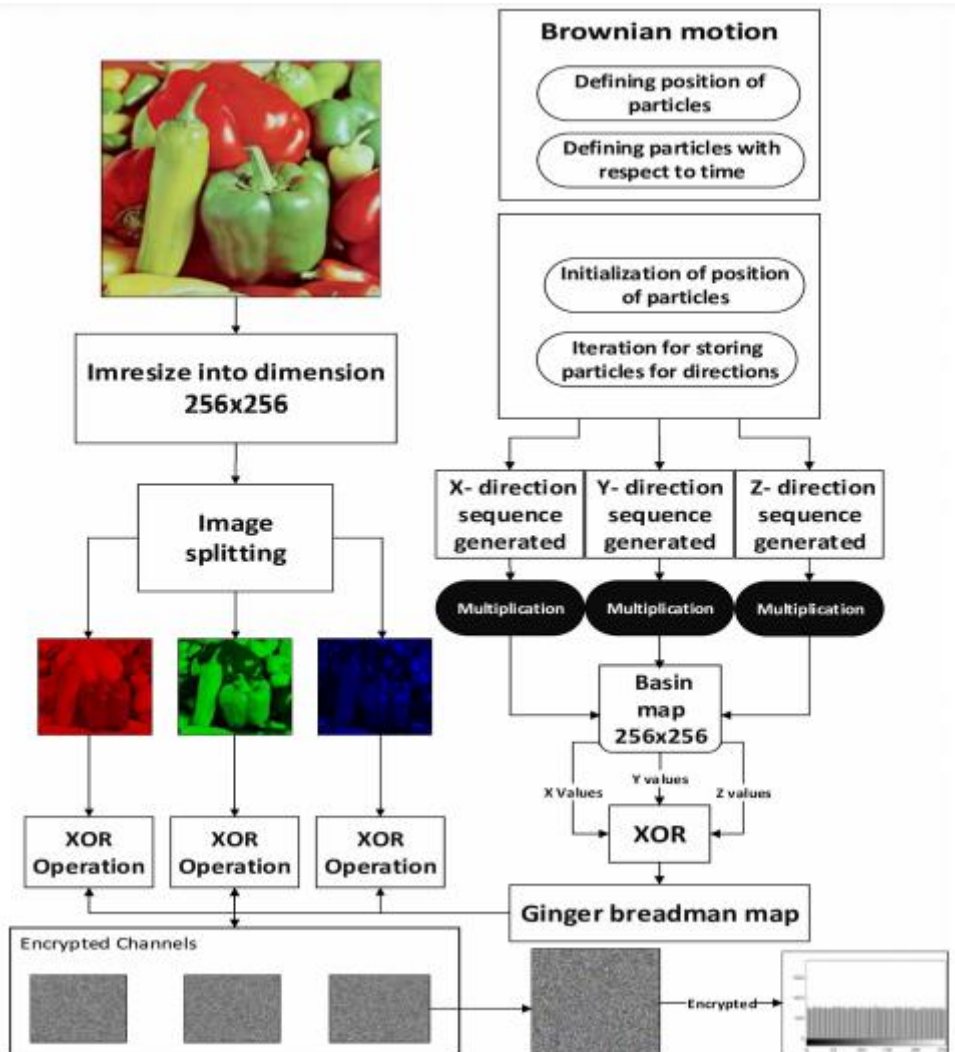 Brownian motion
Defining position of
particles
Defining particles with
respect to time
Initialization of position
of particles
Iteration for storing
particles for directions
Imresize into dimension
256x256
Image
splitting
X- direction
sequence
generated
Y- direction
sequence
generated
Z- direction
sequence
generated
Multiplication
Multiplication
Multiplication
Basin
map
256x256
X Values
Y values
Z values
XOR
XOR
Operation
XOR
Operation
XOR
Operation
Ginger breadman map
Encrypted Channels
Encrypted